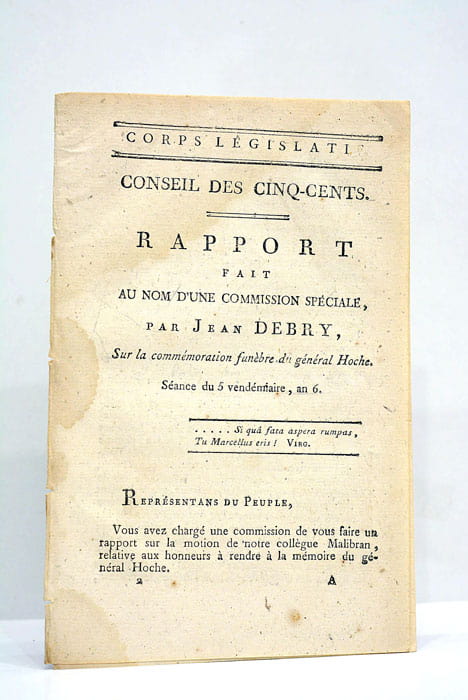 CORPS LÉGISLATI
CONSEIL DES CINQ-CENTS.
RAPPORT
FAIT
AU NOM D'UNE COMMISSION SPÉCIALE,
PAR JEAN DEBRY,
Sur la commémoration funèbre du général Hoche.
Séance du 5 vendémiaire, an 6.
..... Si quâ fata aspera rumpas,
Tu Marcellus eris! VIRG.
REPRÉSENTANS DU PEUPLE,
Vous avez chargé une commission de vous faire un
rapport sur la motion de notre collègue Malibran,
relative aux honneurs à rendre à la mémoire du gé-
néral Hoche.
2 A